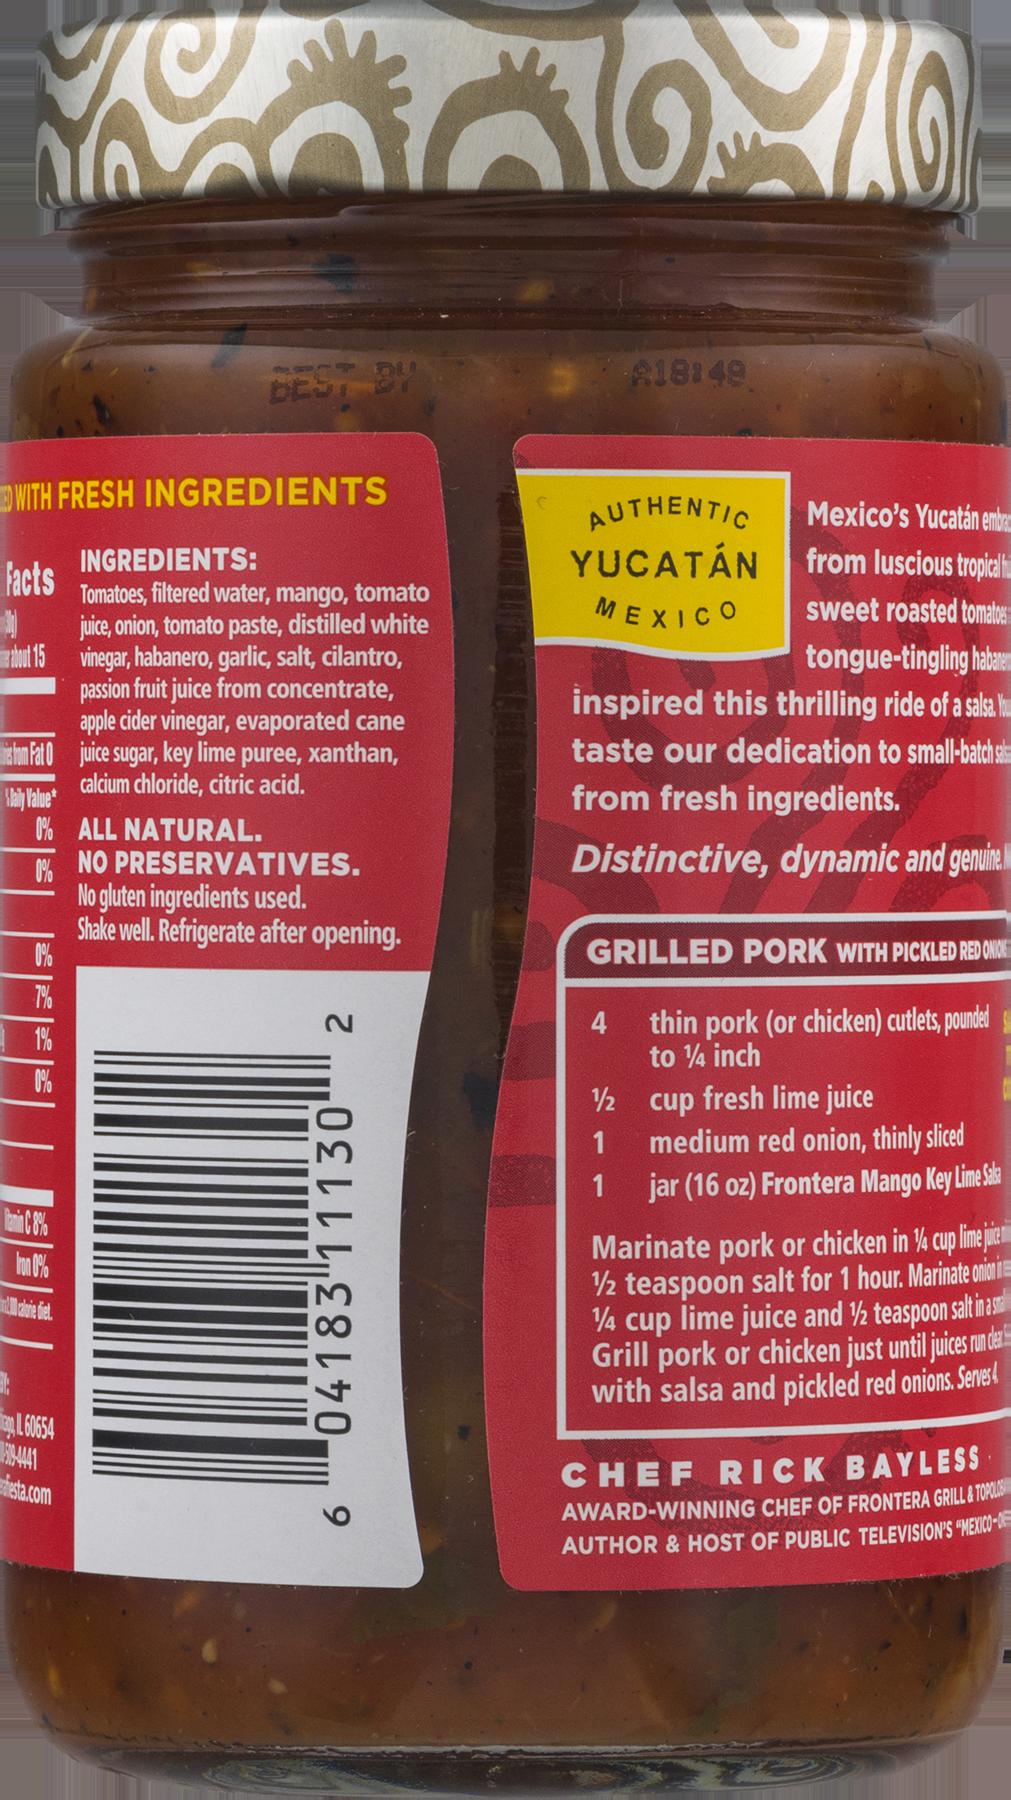 BEST BY
A18:48
WITH FRESH INGREDIENTS
Facts
about 15
from Fat 0
% Daily Value*
0%
0%
0%
7%
1%
0%
Vitamin C 8%
Iron 0%
calorie diet.
IL 60654
INGREDIENTS:
Tomatoes, filtered water, mango, tomato
juice, onion, tomato paste, distilled white
vinegar, habanero, garlic, salt, cilantro,
passion fruit juice from concentrate,
apple cider vinegar, evaporated cane
juice sugar, key lime puree, xanthan,
calcium chloride, citric acid.
ALL NATURAL.
NO PRESERVATIVES.
No gluten ingredients used.
Shake well. Refrigerate after opening.
6 04183 11130 2
AUTHENTIC
YUCATÁN
MEXICO
Mexico's Yucatán
from luscious tropical
sweet roasted tomatoes
tongue-tingling
inspired this thrilling ride of a salsa.
taste our dedication to small-batch
from fresh ingredients.
Distinctive, dynamic and genuine.
GRILLED PORK WITH PICKLED RED ONIONS
4 thin pork (or chicken) cutlets, pounded
to ¼ inch
½ cup fresh lime juice
1 medium red onion, thinly sliced
1 jar (16 oz) Frontera Mango Key Lime Salsa
Marinate pork or chicken in ¼ cup lime juice
½ teaspoon salt for 1 hour. Marinate onion in
¼ cup lime juice and ½ teaspoon salt in a
Grill pork or chicken just until juices run clear.
with salsa and pickled red onions. Serves 4.
CHEF RICK BAYLESS
AWARD-WINNING CHEF OF FRONTERA GRILL &
AUTHOR & HOST OF PUBLIC TELEVISION'S "MEXICO-